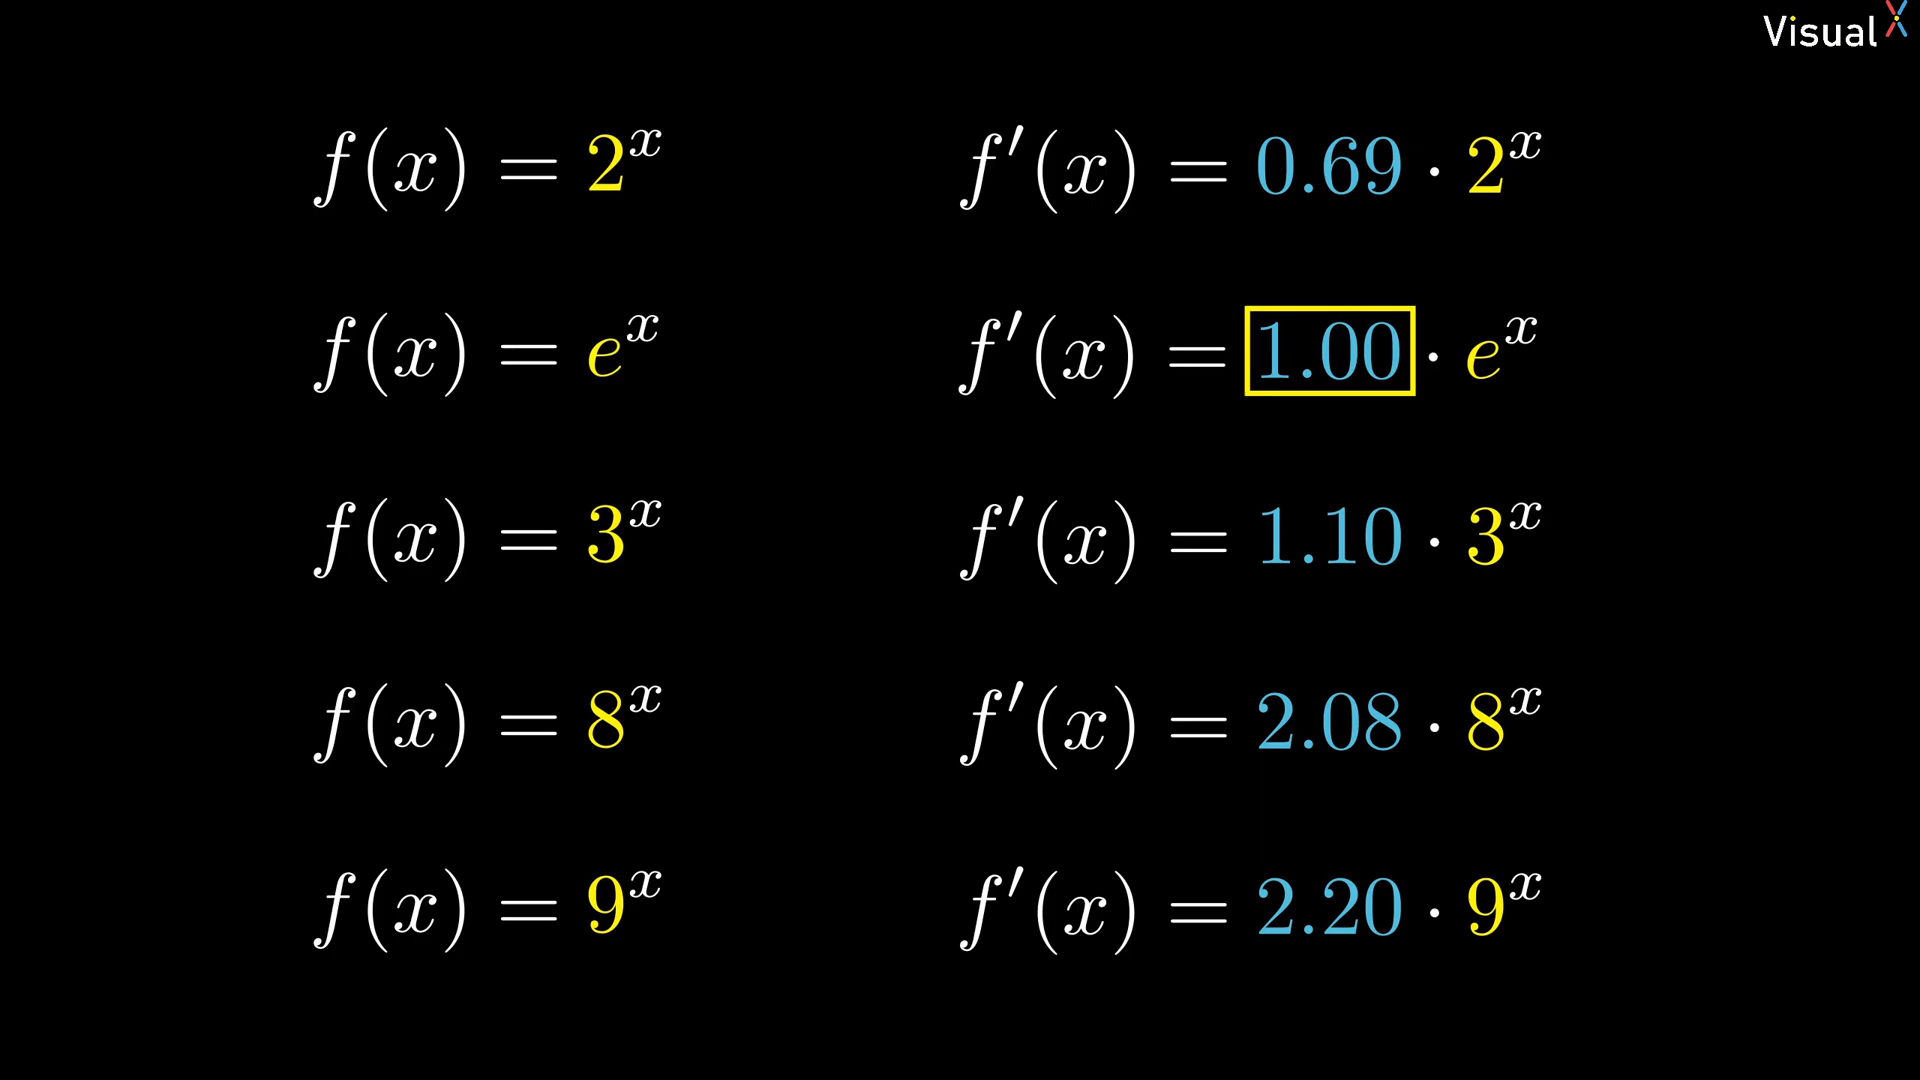 Visual X
f(x) = 2^x f′(x) = 0.69 · 2^x
f(x) = e^x f′(x) = 1.00 · e^x
f(x) = 3^x f′(x) = 1.10 · 3^x
f(x) = 8^x f′(x) = 2.08 · 8^x
f(x) = 9^x f′(x) = 2.20 · 9^x